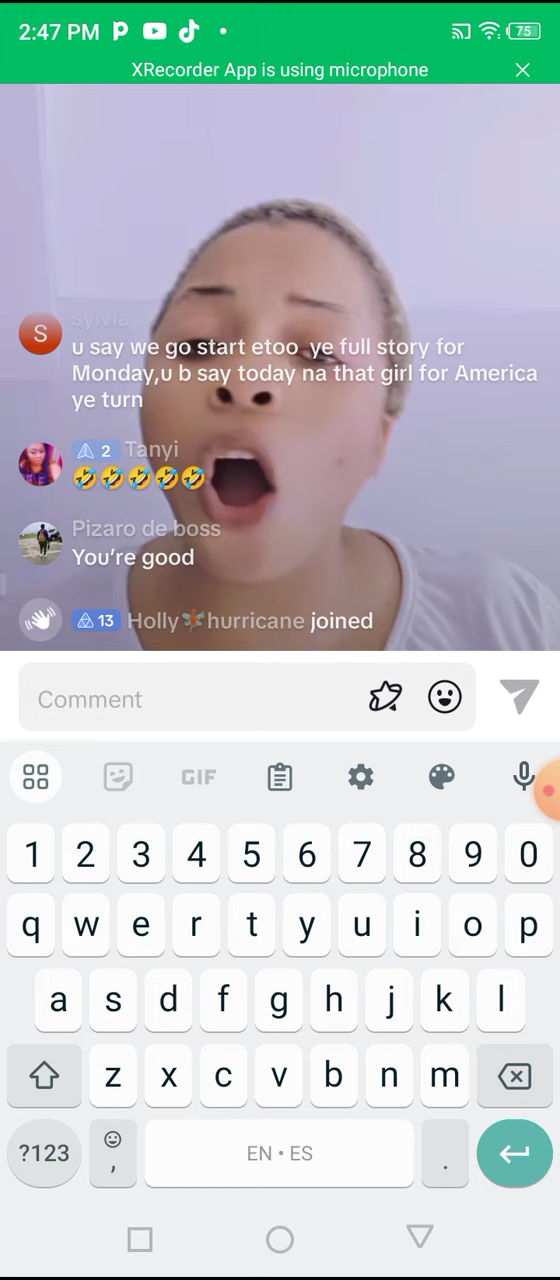 2:47 PM
75
XRecorder App is using microphone
S
sylvia
u say we go start etoo ye full story for
Monday,u b say today na that girl for America
ye turn
2 Tanyi
🤣🤣🤣🤣🤣
Pizaro de boss
You're good
13 Holly🧚hurricane joined
Comment
GIF
1 2 3 4 5 6 7 8 9 0
q w e r t y u i o p
a s d f g h j k l
z x c v b n m
?123 , EN • ES .